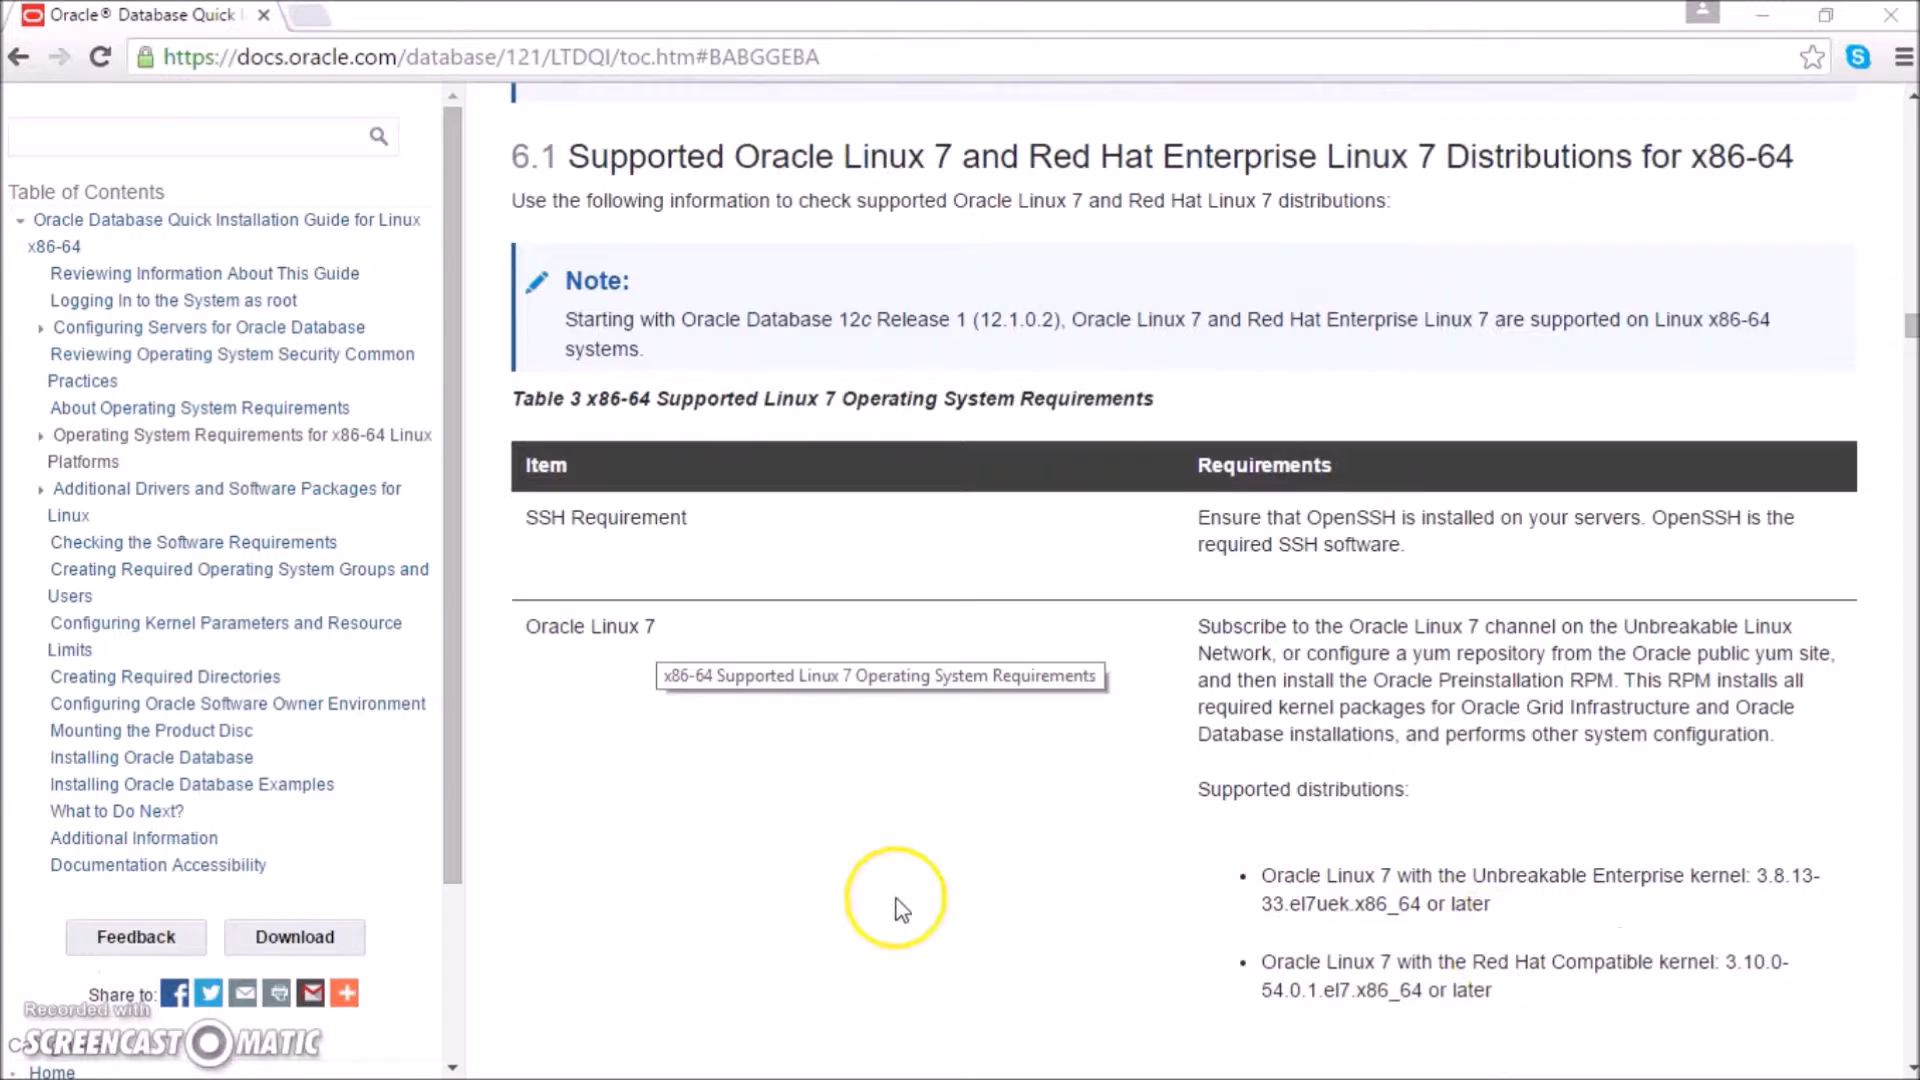 Oracle® Database Quick
https://docs.oracle.com/database/121/LTDQI/toc.htm#BABGGEBA
Table of Contents
Oracle Database Quick Installation Guide for Linux
x86-64
Reviewing Information About This Guide
Logging In to the System as root
Configuring Servers for Oracle Database
Reviewing Operating System Security Common
Practices
About Operating System Requirements
Operating System Requirements for x86-64 Linux
Platforms
Additional Drivers and Software Packages for
Linux
Checking the Software Requirements
Creating Required Operating System Groups and
Users
Configuring Kernel Parameters and Resource
Limits
Creating Required Directories
Configuring Oracle Software Owner Environment
Mounting the Product Disc
Installing Oracle Database
Installing Oracle Database Examples
What to Do Next?
Additional Information
Documentation Accessibility
Feedback Download
Share to:
Recorded with
SCREENCAST MATIC
Home
6.1 Supported Oracle Linux 7 and Red Hat Enterprise Linux 7 Distributions for x86-64
Use the following information to check supported Oracle Linux 7 and Red Hat Linux 7 distributions:
Note:
Starting with Oracle Database 12c Release 1 (12.1.0.2), Oracle Linux 7 and Red Hat Enterprise Linux 7 are supported on Linux x86-64
systems.
Table 3 x86-64 Supported Linux 7 Operating System Requirements
Item Requirements
SSH Requirement
Ensure that OpenSSH is installed on your servers. OpenSSH is the
required SSH software.
Oracle Linux 7
x86-64 Supported Linux 7 Operating System Requirements
Subscribe to the Oracle Linux 7 channel on the Unbreakable Linux
Network, or configure a yum repository from the Oracle public yum site,
and then install the Oracle Preinstallation RPM. This RPM installs all
required kernel packages for Oracle Grid Infrastructure and Oracle
Database installations, and performs other system configuration.
Supported distributions:
• Oracle Linux 7 with the Unbreakable Enterprise kernel: 3.8.13-
33.el7uek.x86_64 or later
• Oracle Linux 7 with the Red Hat Compatible kernel: 3.10.0-
54.0.1.el7.x86_64 or later